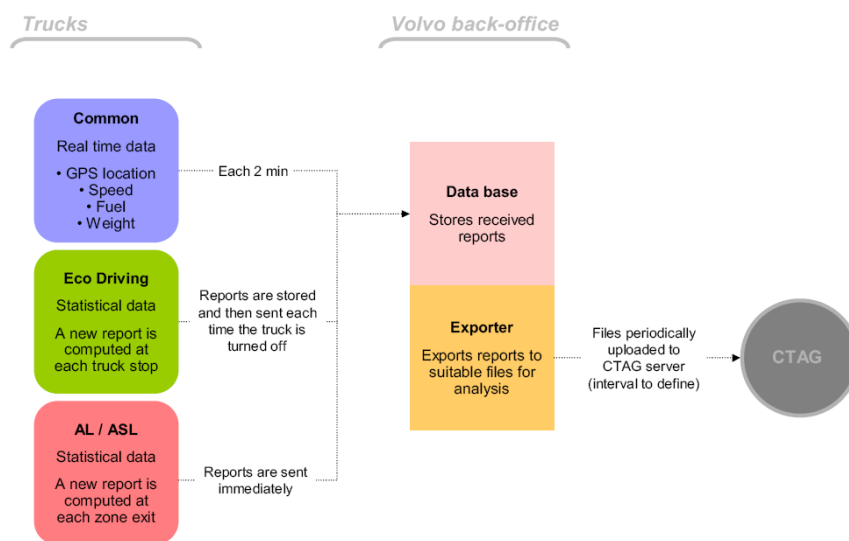 Trucks
Volvo back-office
Common
Real time data
• GPS location
• Speed
• Fuel
• Weight
Each 2 min
Eco Driving
Statistical data
A new report is
computed at
each truck stop
Reports are stored
and then sent each
time the truck is
turned off
AL / ASL
Statistical data
A new report is
computed at
each zone exit
Reports are sent
immediately
Data base
Stores received
reports
Exporter
Exports reports to
suitable files for
analysis
Files periodically
uploaded to
CTAG server
(interval to define)
CTAG